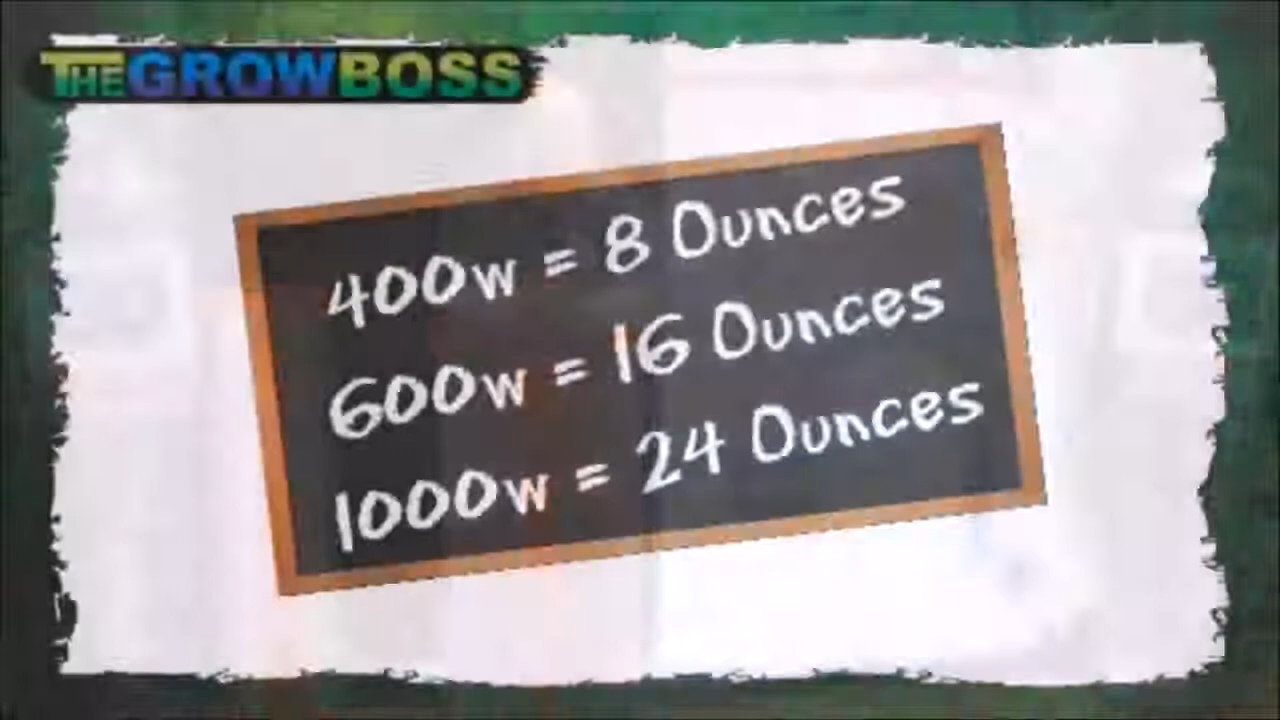 THEGROWBOSS
400w = 8 Ounces
600w = 16 Ounces
1000w = 24 Ounces